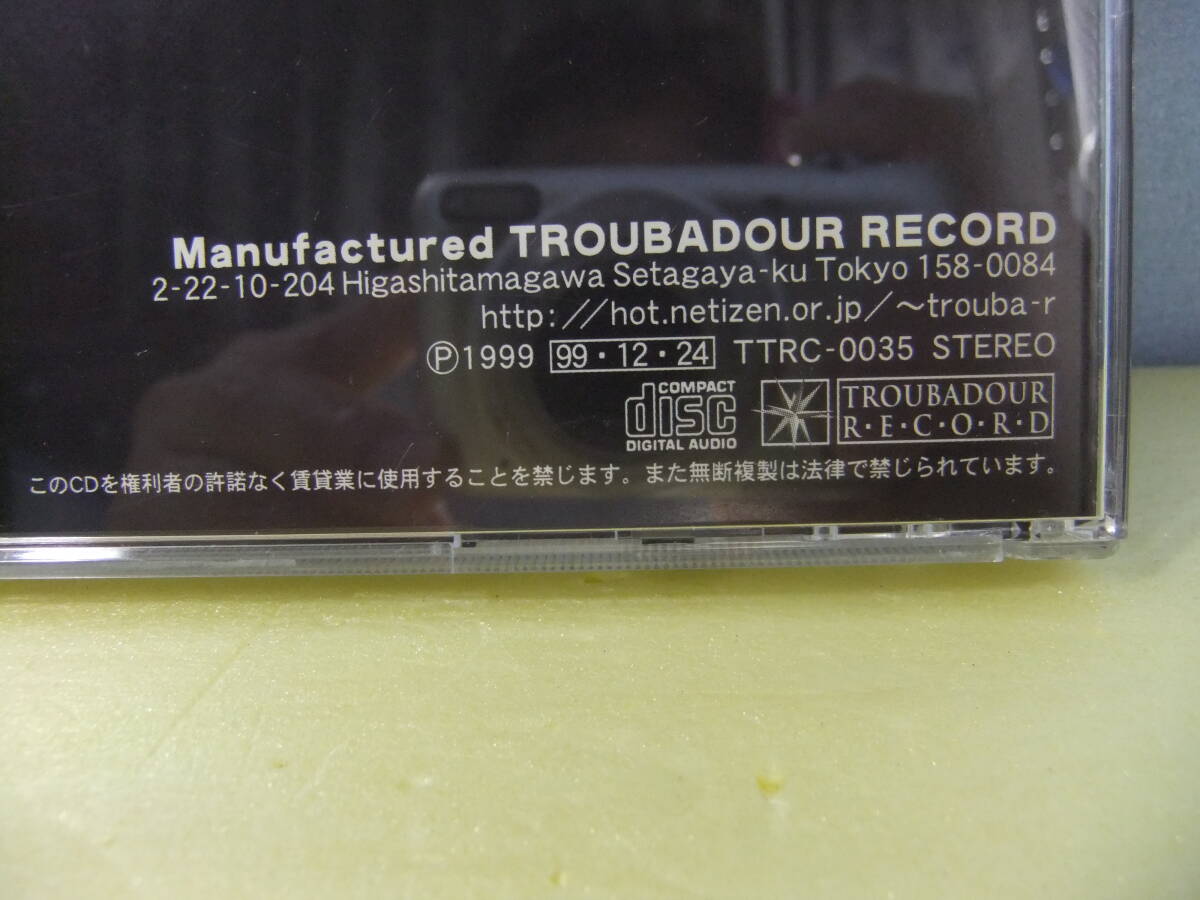 Manufactured TROUBADOUR RECORD
2-22-10-204 Higashitamagawa Setagaya-ku Tokyo 158-0084
http://hot.netizen.or.jp/～trouba-r
Ⓟ1999 99・12・24 TTRC-0035 STEREO
COMPACT
disc
DIGITAL AUDIO
TROUBADOUR
R・E・C・O・R・D
このCDを権利者の許諾なく賃貸業に使用することを禁じます。また無断複製は法律で禁じられています。